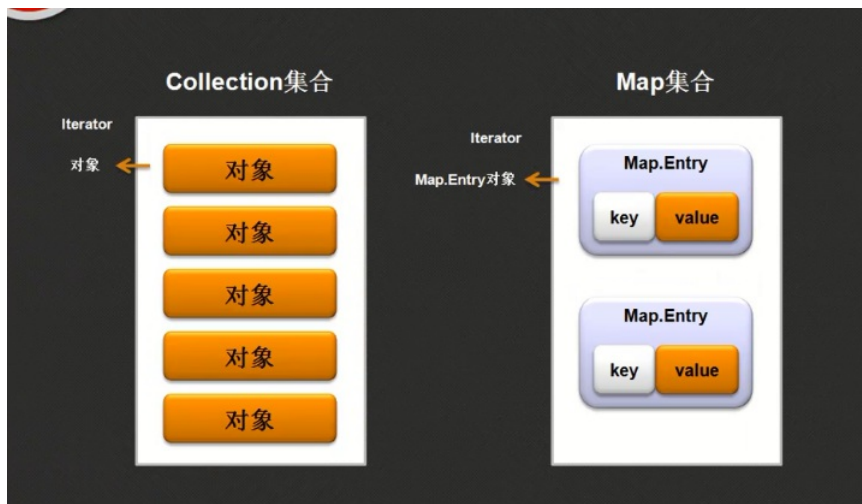 Collection集合
Iterator
对象
对象
对象
对象
对象
对象
Map集合
Iterator
Map.Entry对象
Map.Entry
key
value
Map.Entry
key
value